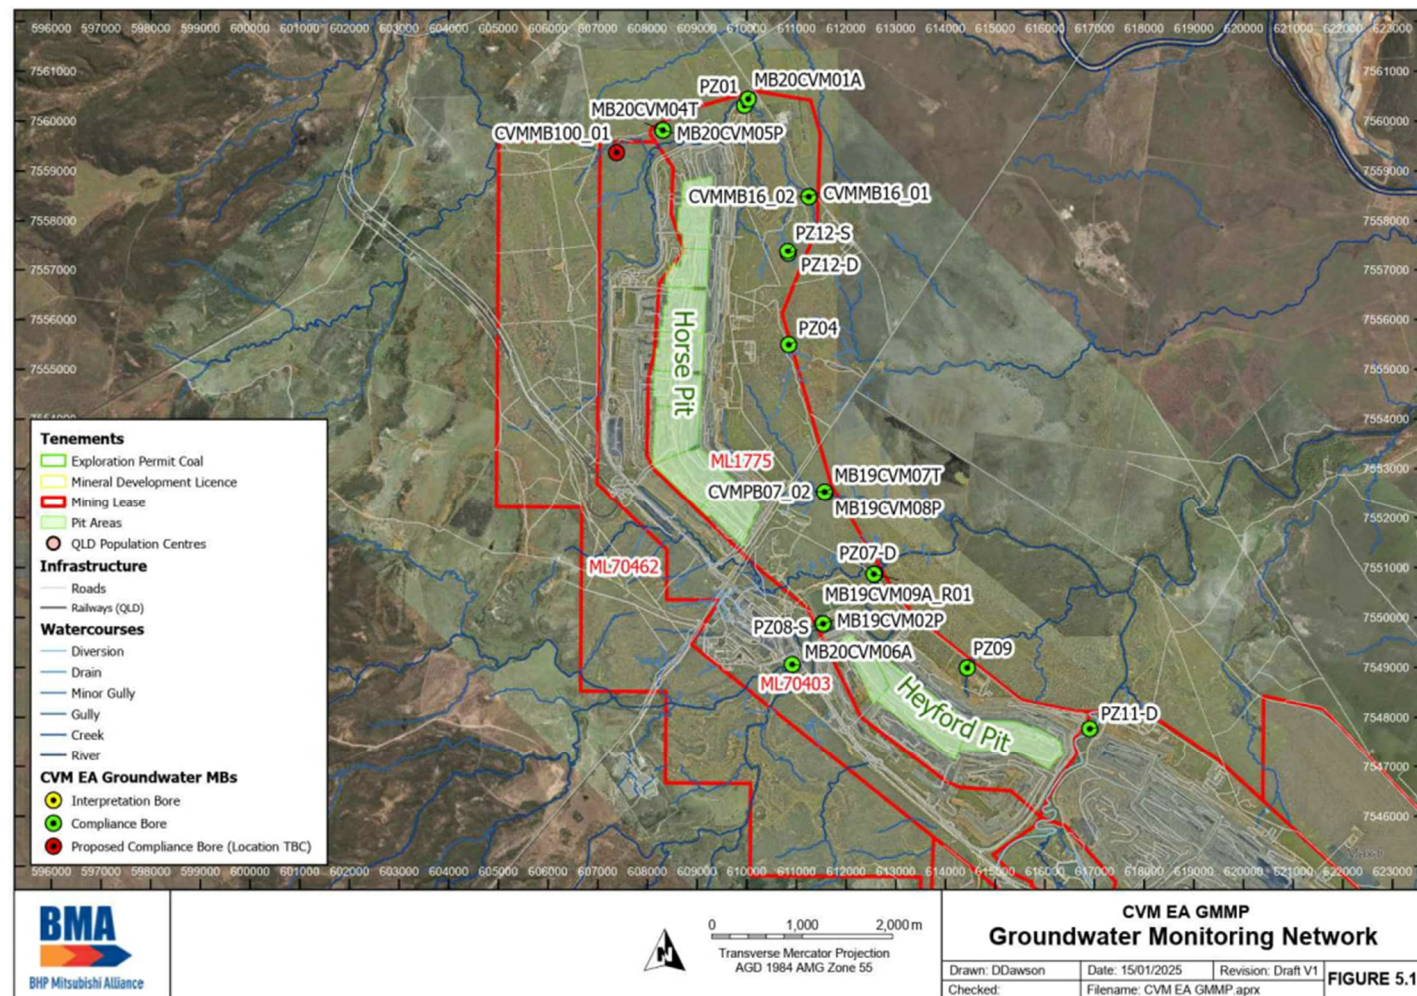 596000 597000 598000 599000 600000 601000 602000 603000 604000 605000 606000 607000 608000 609000 610000 611000 612000 613000 614000 615000 616000 617000 618000 619000 620000 621000 622000 623000
7561000 7561000
PZ01 MB20CVM01A
MB20CVM04T
7560000 7560000
CVMMB100_01 MB20CVM05P
7559000 7559000
CVMMB16_02 CVMMB16_01
7558000 7558000
PZ12-S
PZ12-D
7557000 7557000
7556000 7556000
PZ04
Horse Pit
7555000 7555000
7554000 7554000
ML1775
7553000
MB19CVM07T
CVMPB07_02
MB19CVM08P
7552000
PZ07-D
ML70462
7551000
MB19CVM09A_R01
PZ08-S MB19CVM02P
7550000
MB20CVM06A
PZ09
7549000
ML70403
Heyford Pit
PZ11-D
7548000
7547000
7546000
Tenements
Exploration Permit Coal
Mineral Development Licence
Mining Lease
Pit Areas
QLD Population Centres
Infrastructure
Roads
Railways (QLD)
Watercourses
Diversion
Drain
Minor Gully
Gully
Creek
River
CVM EA Groundwater MBs
Interpretation Bore
Compliance Bore
Proposed Compliance Bore (Location TBC)
596000 597000 598000 599000 600000 601000 602000 603000 604000 605000 606000 607000 608000 609000 610000 611000 612000 613000 614000 615000 616000 617000 618000 619000 620000 621000 622000 623000
BMA
BHP Mitsubishi Alliance
N
0 1,000 2,000 m
Transverse Mercator Projection
AGD 1984 AMG Zone 55
CVM EA GMMP
Groundwater Monitoring Network
Drawn: DDawson Date: 15/01/2025 Revision: Draft V1
Checked: Filename: CVM EA GMMP.aprx
FIGURE 5.1